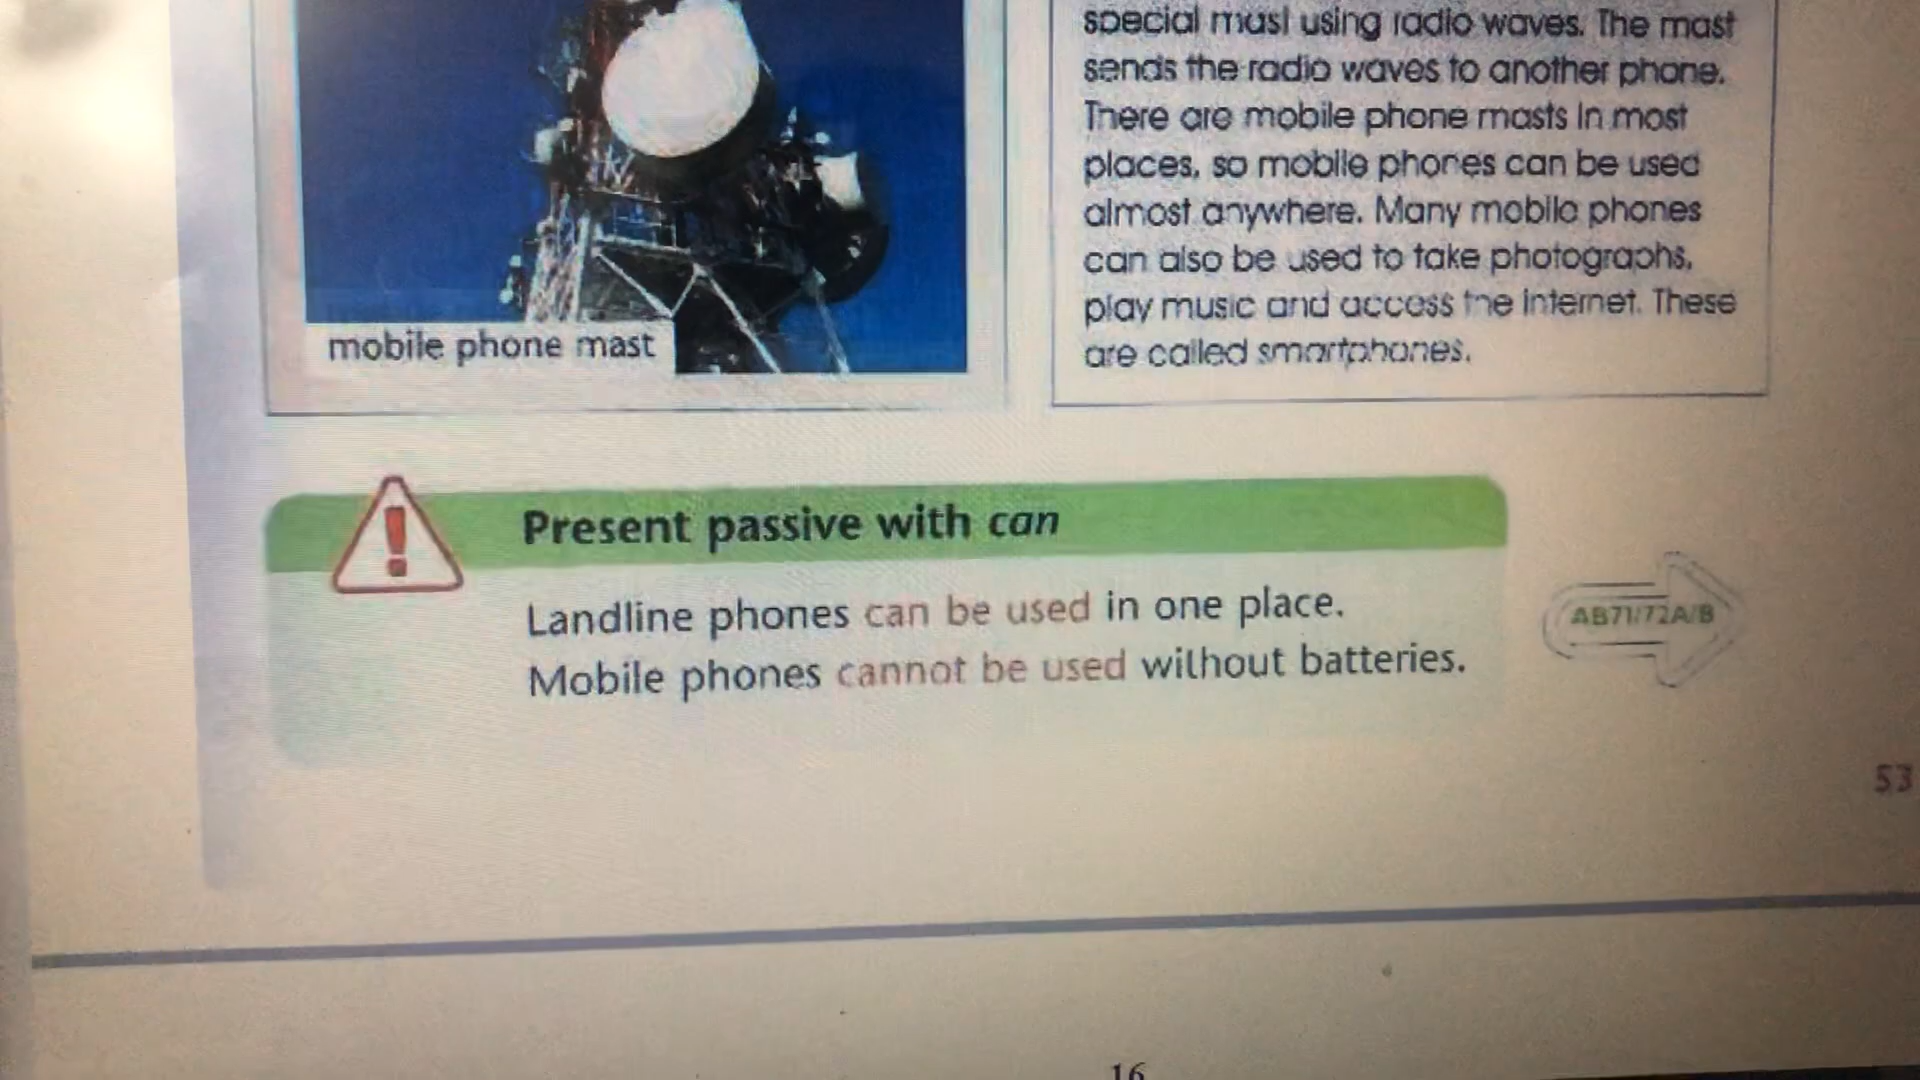 special mast using radio waves. The mast
sends the radio waves to another phone.
There are mobile phone masts in most
places, so mobile phones can be used
almost anywhere. Many mobile phones
can also be used to take photographs,
play music and access the internet. These
are called smartphones.
mobile phone mast
Present passive with can
Landline phones can be used in one place.
Mobile phones cannot be used without batteries.
AB71/72A/B
53
16